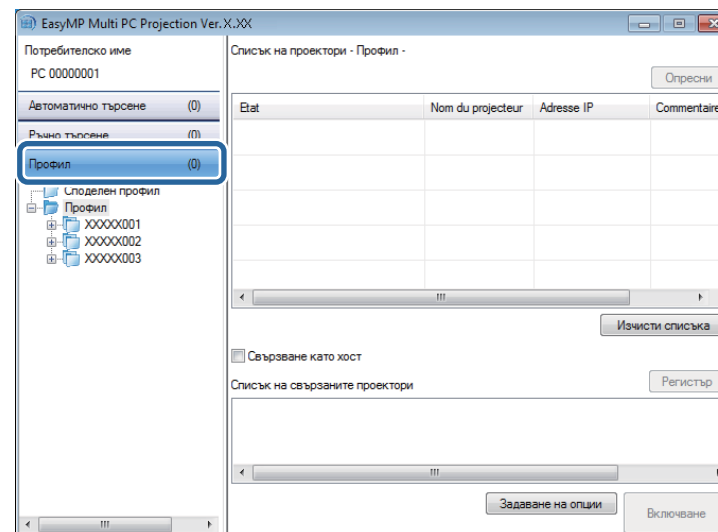 EasyMP Multi PC Projection Ver.X.XX
Потребителско име
PC 00000001
Автоматично търсене (0)
Ръчно търсене (0)
Профил (0)
Споделен профил
Профил
XXXXX001
XXXXX002
XXXXX003
Списък на проектори - Профил -
Опресни
Etat Nom du projecteur Adresse IP Commentaire
Изчисти списъка
Свързване като хост
Списък на свързаните проектори
Регистър
Задаване на опции
Включване